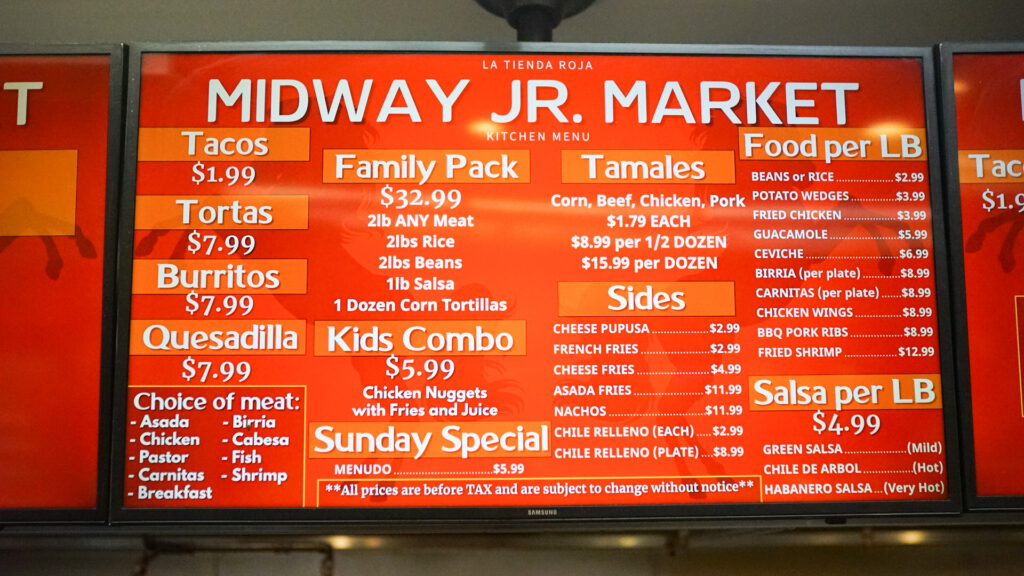 T
LA TIENDA ROJA
MIDWAY JR. MARKET
KITCHEN MENU
Tacos
$1.99
Tortas
$7.99
Burritos
$7.99
Quesadilla
$7.99
Choice of meat:
- Asada
- Chicken
- Pastor
- Carnitas
- Breakfast
- Birria
- Cabesa
- Fish
- Shrimp
Family Pack
$32.99
2lb ANY Meat
2lbs Rice
2lbs Beans
1lb Salsa
1 Dozen Corn Tortillas
Kids Combo
$5.99
Chicken Nuggets
with Fries and Juice
Sunday Special
MENUDO ........................ $5.99
Tamales
Corn, Beef, Chicken, Pork
$1.79 EACH
$8.99 per 1/2 DOZEN
$15.99 per DOZEN
Sides
CHEESE PUPUSA ............... $2.99
FRENCH FRIES ............... $2.99
CHEESE FRIES ............... $4.99
ASADA FRIES ............... $11.99
NACHOS ............... $11.99
CHILE RELLENO (EACH) .... $2.99
CHILE RELLENO (PLATE) .... $8.99
**All prices are before TAX and are subject to change without notice**
Food per LB
BEANS or RICE ............... $2.99
POTATO WEDGES ............... $3.99
FRIED CHICKEN ............... $3.99
GUACAMOLE ............... $5.99
CEVICHE ............... $6.99
BIRRIA (per plate) ............ $8.99
CARNITAS (per plate) ..... $8.99
CHICKEN WINGS ............ $8.99
BBQ PORK RIBS ............... $8.99
FRIED SHRIMP ............... $12.99
Salsa per LB
$4.99
GREEN SALSA ............... (Mild)
CHILE DE ARBOL ............ (Hot)
HABANERO SALSA ... (Very Hot)
SAMSUNG
Tac
$1.9